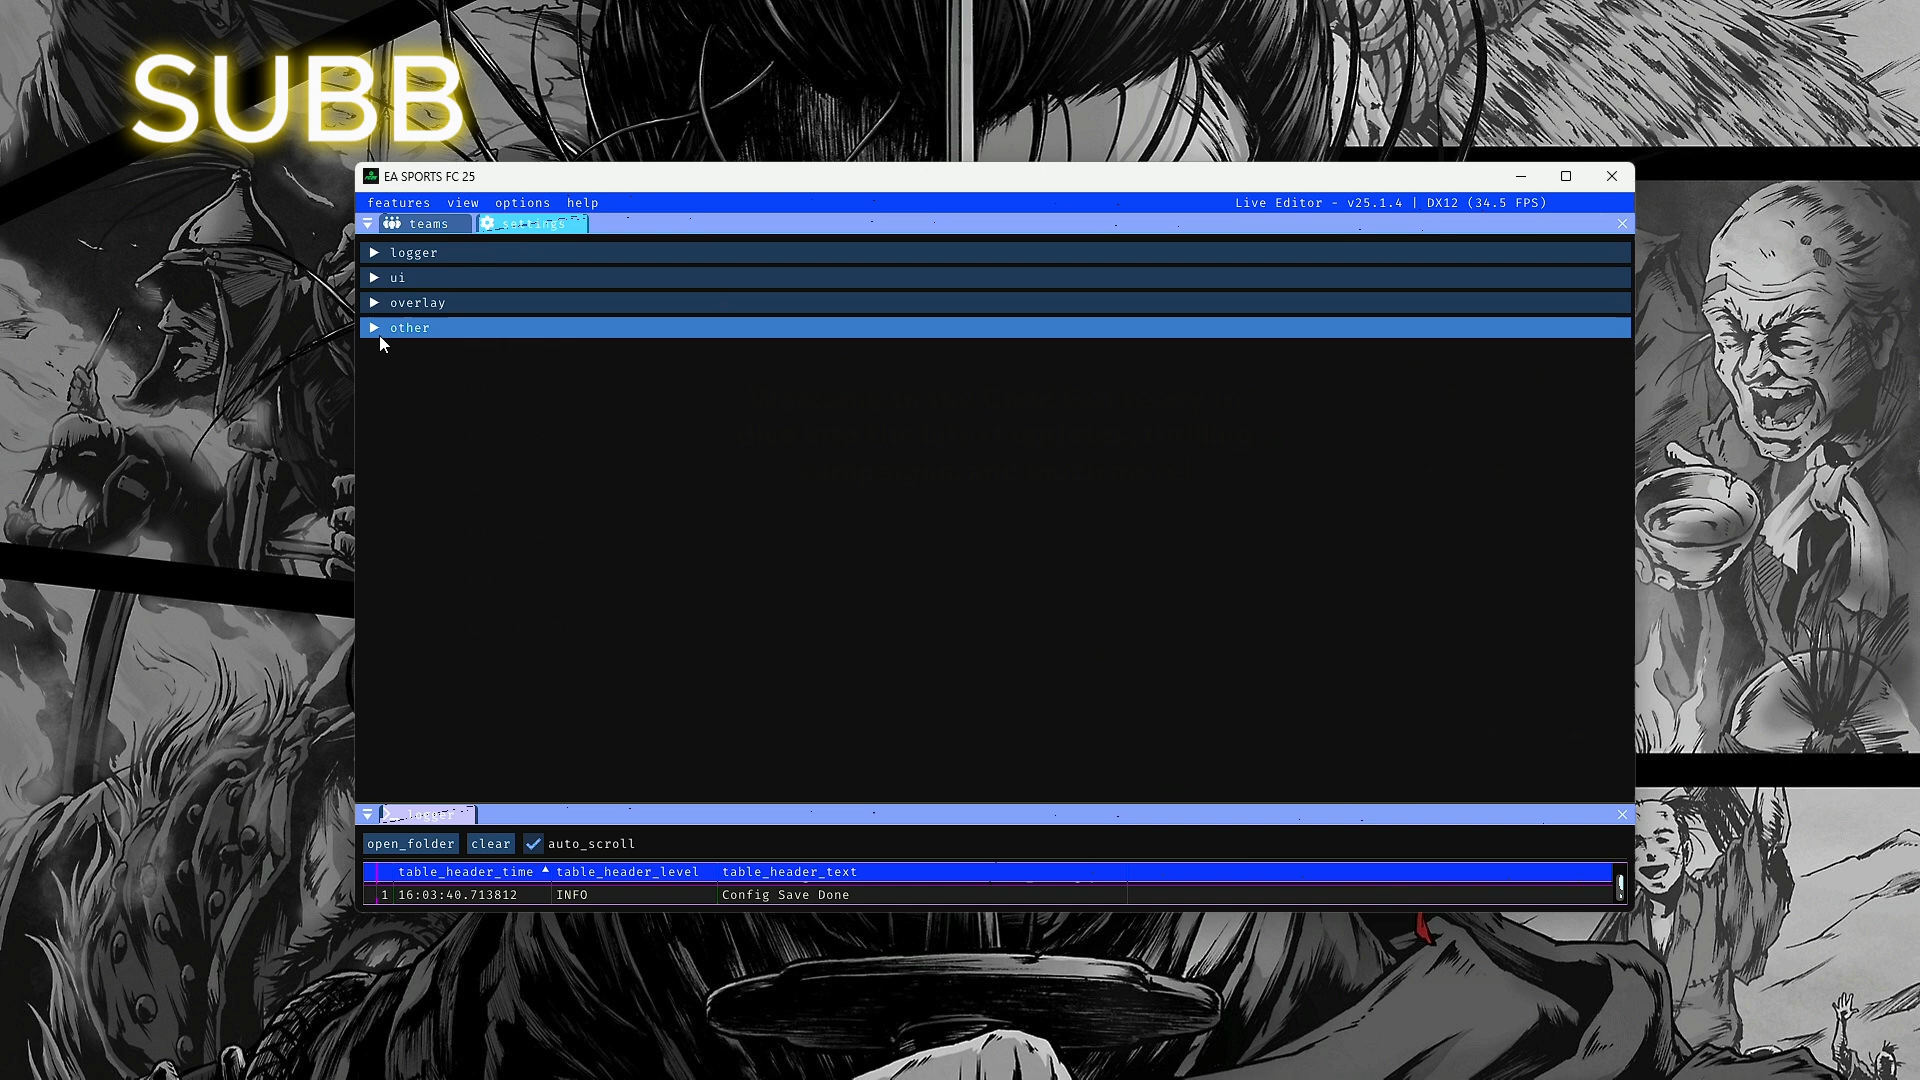 SUBB
EA SPORTS FC 25
features view options help Live Editor - v25.1.4 | DX12 (34.5 FPS)
teams settings
logger
ui
overlay
other
logger
open_folder clear auto_scroll
table_header_time table_header_level table_header_text
1 16:03:40.713812 INFO Config Save Done